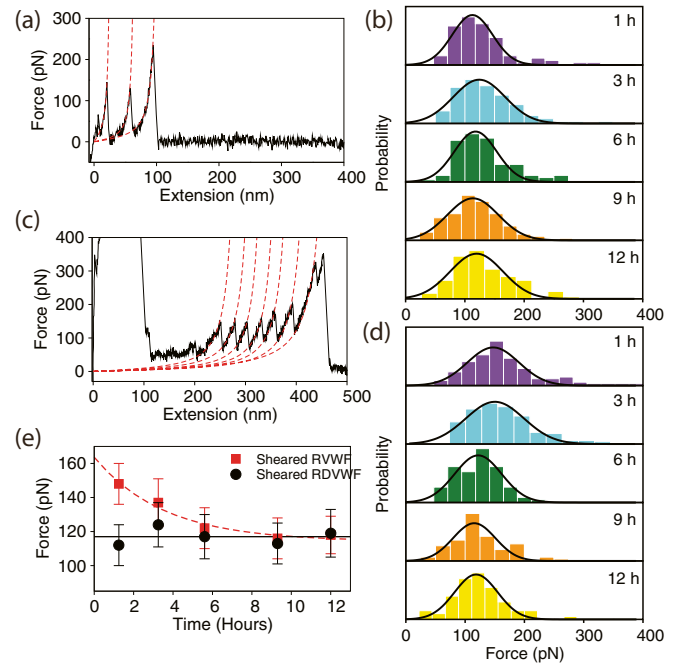 (a)
300
200
100
0
Force (pN)
0 100 200 300 400
Extension (nm)
(b)
1 h
3 h
6 h
9 h
12 h
Probability
0 100 200 300 400
(c)
400
300
200
100
0
Force (pN)
0 100 200 300 400 500
Extension (nm)
(d)
1 h
3 h
6 h
9 h
12 h
Probability
0 100 200 300 400
Force (pN)
(e)
Sheared RVWF
Sheared RDVWF
160
140
120
100
Force (pN)
0 2 4 6 8 10 12
Time (Hours)